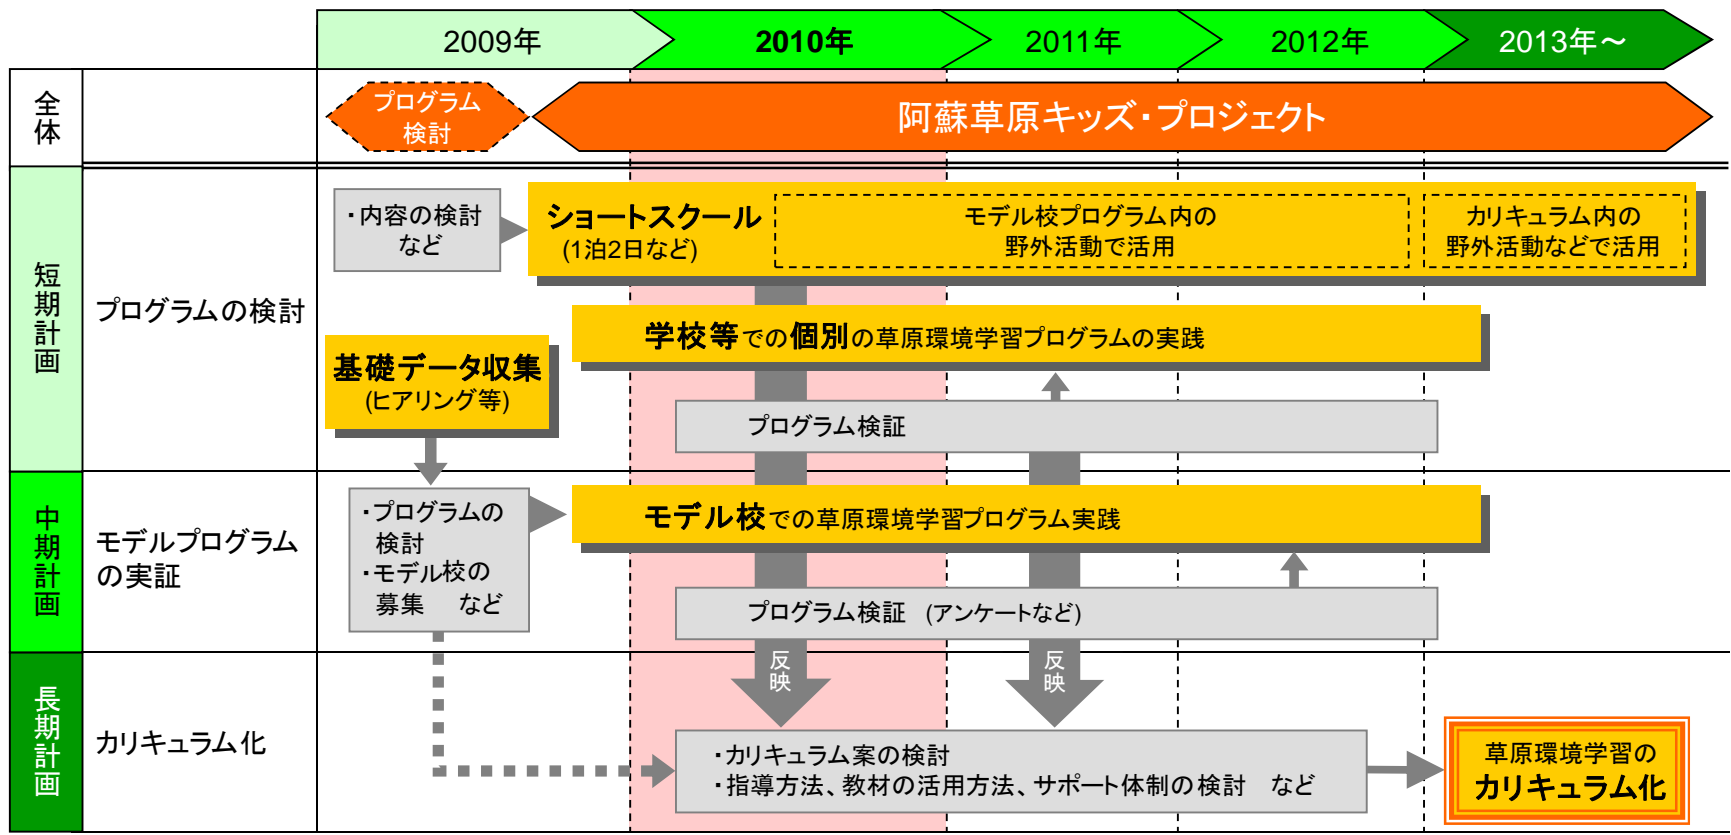 2009年
2010年
2011年
2012年
2013年～
全体
プログラム
検討
阿蘇草原キッズ・プロジェクト
短期計画
プログラムの検討
・内容の検討
など
ショートスクール
(1泊2日など)
モデル校プログラム内の
野外活動で活用
カリキュラム内の
野外活動などで活用
学校等での個別の草原環境学習プログラムの実践
基礎データ収集
(ヒアリング等)
プログラム検証
中期計画
モデルプログラム
の実証
・プログラムの
検討
・モデル校の
募集 など
モデル校での草原環境学習プログラム実践
プログラム検証 (アンケートなど)
反映
反映
長期計画
カリキュラム化
・カリキュラム案の検討
・指導方法、教材の活用方法、サポート体制の検討 など
草原環境学習の
カリキュラム化